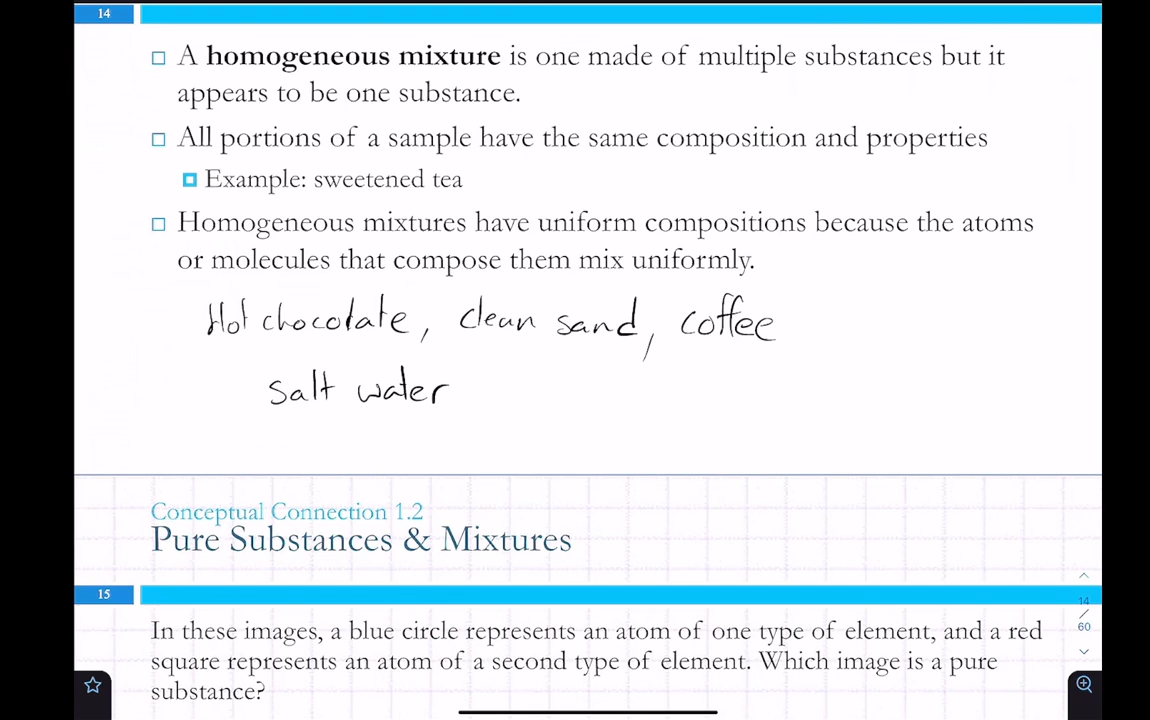 14
□ A homogeneous mixture is one made of multiple substances but it
appears to be one substance.
□ All portions of a sample have the same composition and properties
Example: sweetened tea
□ Homogeneous mixtures have uniform compositions because the atoms
or molecules that compose them mix uniformly.
Hot chocolate, clean sand, coffee
salt water
Conceptual Connection 1.2
Pure Substances & Mixtures
15
In these images, a blue circle represents an atom of one type of element, and a red
square represents an atom of a second type of element. Which image is a pure
substance?
14
/
60